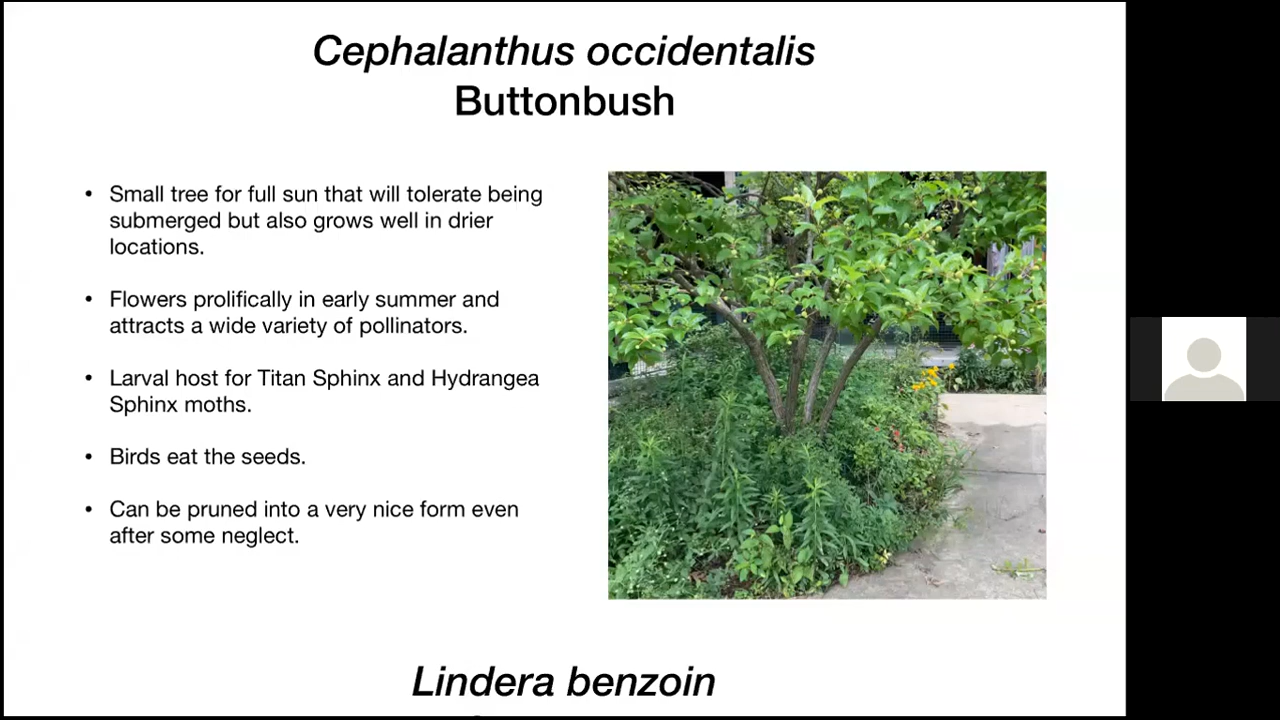 Cephalanthus occidentalis
Buttonbush
• Small tree for full sun that will tolerate being
submerged but also grows well in drier
locations.
• Flowers prolifically in early summer and
attracts a wide variety of pollinators.
• Larval host for Titan Sphinx and Hydrangea
Sphinx moths.
• Birds eat the seeds.
• Can be pruned into a very nice form even
after some neglect.
Lindera benzoin